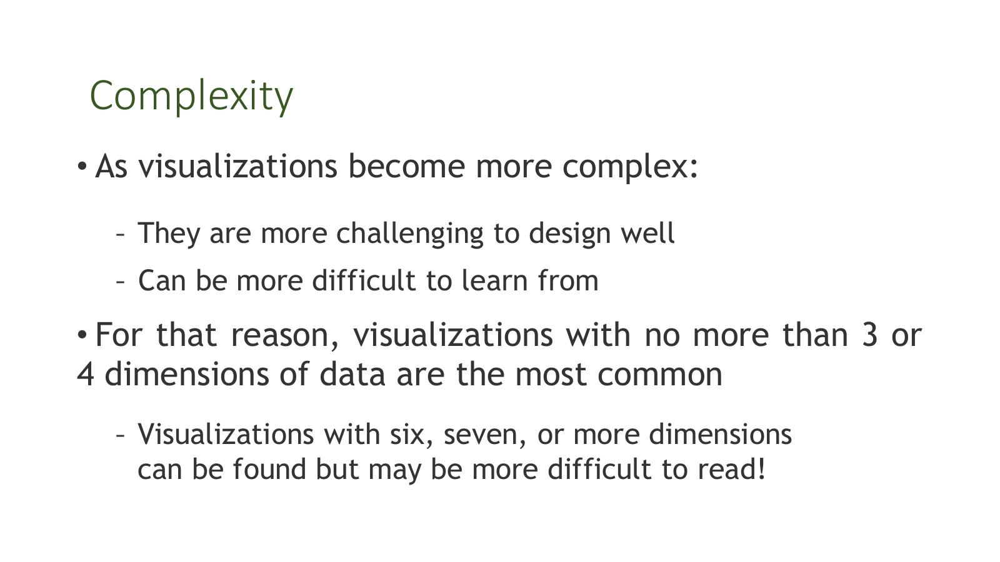 Complexity
• As visualizations become more complex:
– They are more challenging to design well
– Can be more difficult to learn from
• For that reason, visualizations with no more than 3 or
4 dimensions of data are the most common
– Visualizations with six, seven, or more dimensions
can be found but may be more difficult to read!